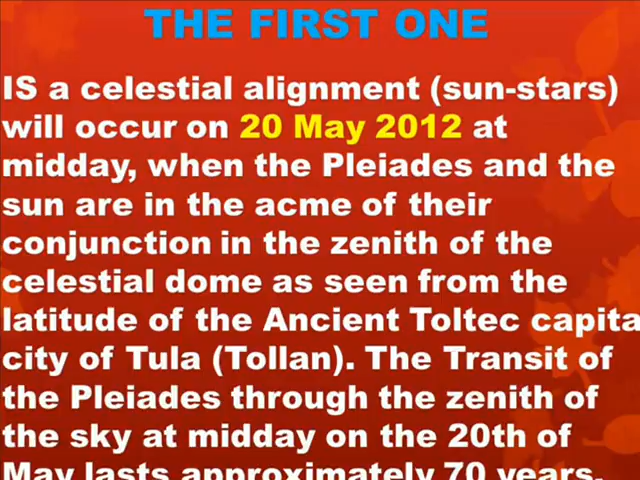 THE FIRST ONE
IS a celestial alignment (sun-stars)
will occur on 20 May 2012 at
midday, when the Pleiades and the
sun are in the acme of their
conjunction in the zenith of the
celestial dome as seen from the
latitude of the Ancient Toltec capita
city of Tula (Tollan). The Transit of
the Pleiades through the zenith of
the sky at midday on the 20th of
May lasts approximately 70 years.